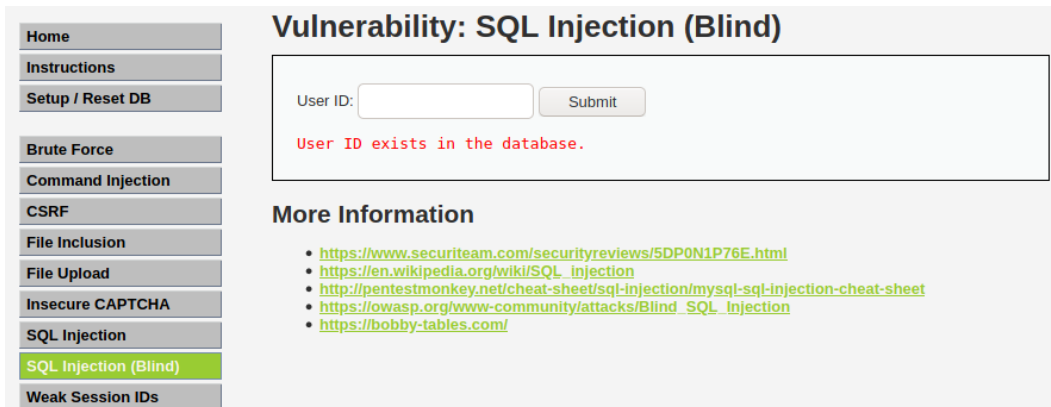 Home
Instructions
Setup / Reset DB
Brute Force
Command Injection
CSRF
File Inclusion
File Upload
Insecure CAPTCHA
SQL Injection
SQL Injection (Blind)
Weak Session IDs
Vulnerability: SQL Injection (Blind)
User ID: Submit
User ID exists in the database.
More Information
https://www.securiteam.com/securityreviews/5DP0N1P76E.html
https://en.wikipedia.org/wiki/SQL_injection
http://pentestmonkey.net/cheat-sheet/sql-injection/mysql-sql-injection-cheat-sheet
https://owasp.org/www-community/attacks/Blind_SQL_Injection
https://bobby-tables.com/